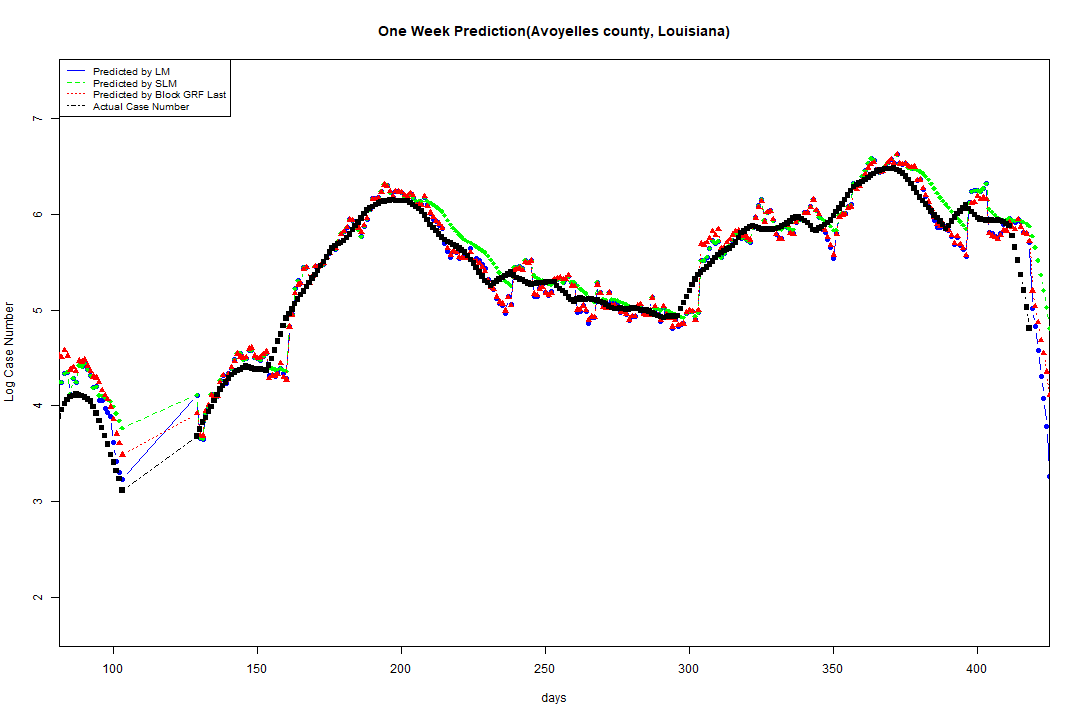 One Week Prediction(Avoyelles county, Louisiana)
Predicted by LM
Predicted by SLM
Predicted by Block GRF Last
Actual Case Number
Log Case Number
7
6
5
4
3
2
100 150 200 250 300 350 400
days